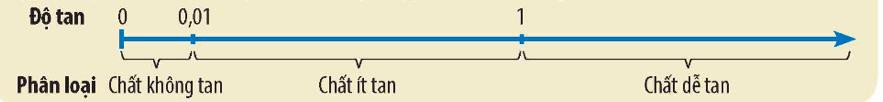 Độ tan 0 0,01 1
Phân loại Chất không tan Chất ít tan Chất dễ tan